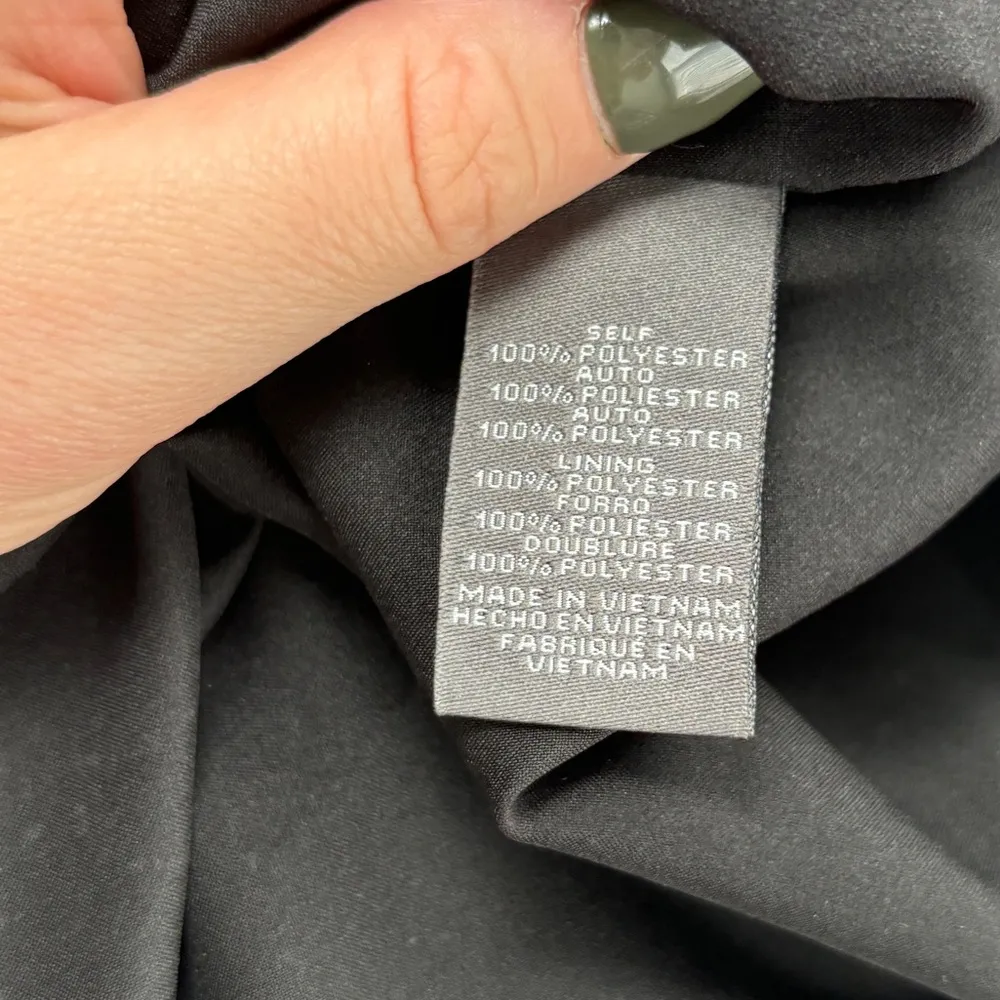 SELF
100% POLYESTER
AUTO
100% POLIESTER
AUTO
100% POLYESTER
LINING
100% POLYESTER
FORRO
100% POLIESTER
DOUBLURE
100% POLYESTER
MADE IN VIETNAM
HECHO EN VIETNAM
FABRIQUÉ EN
VIETNAM